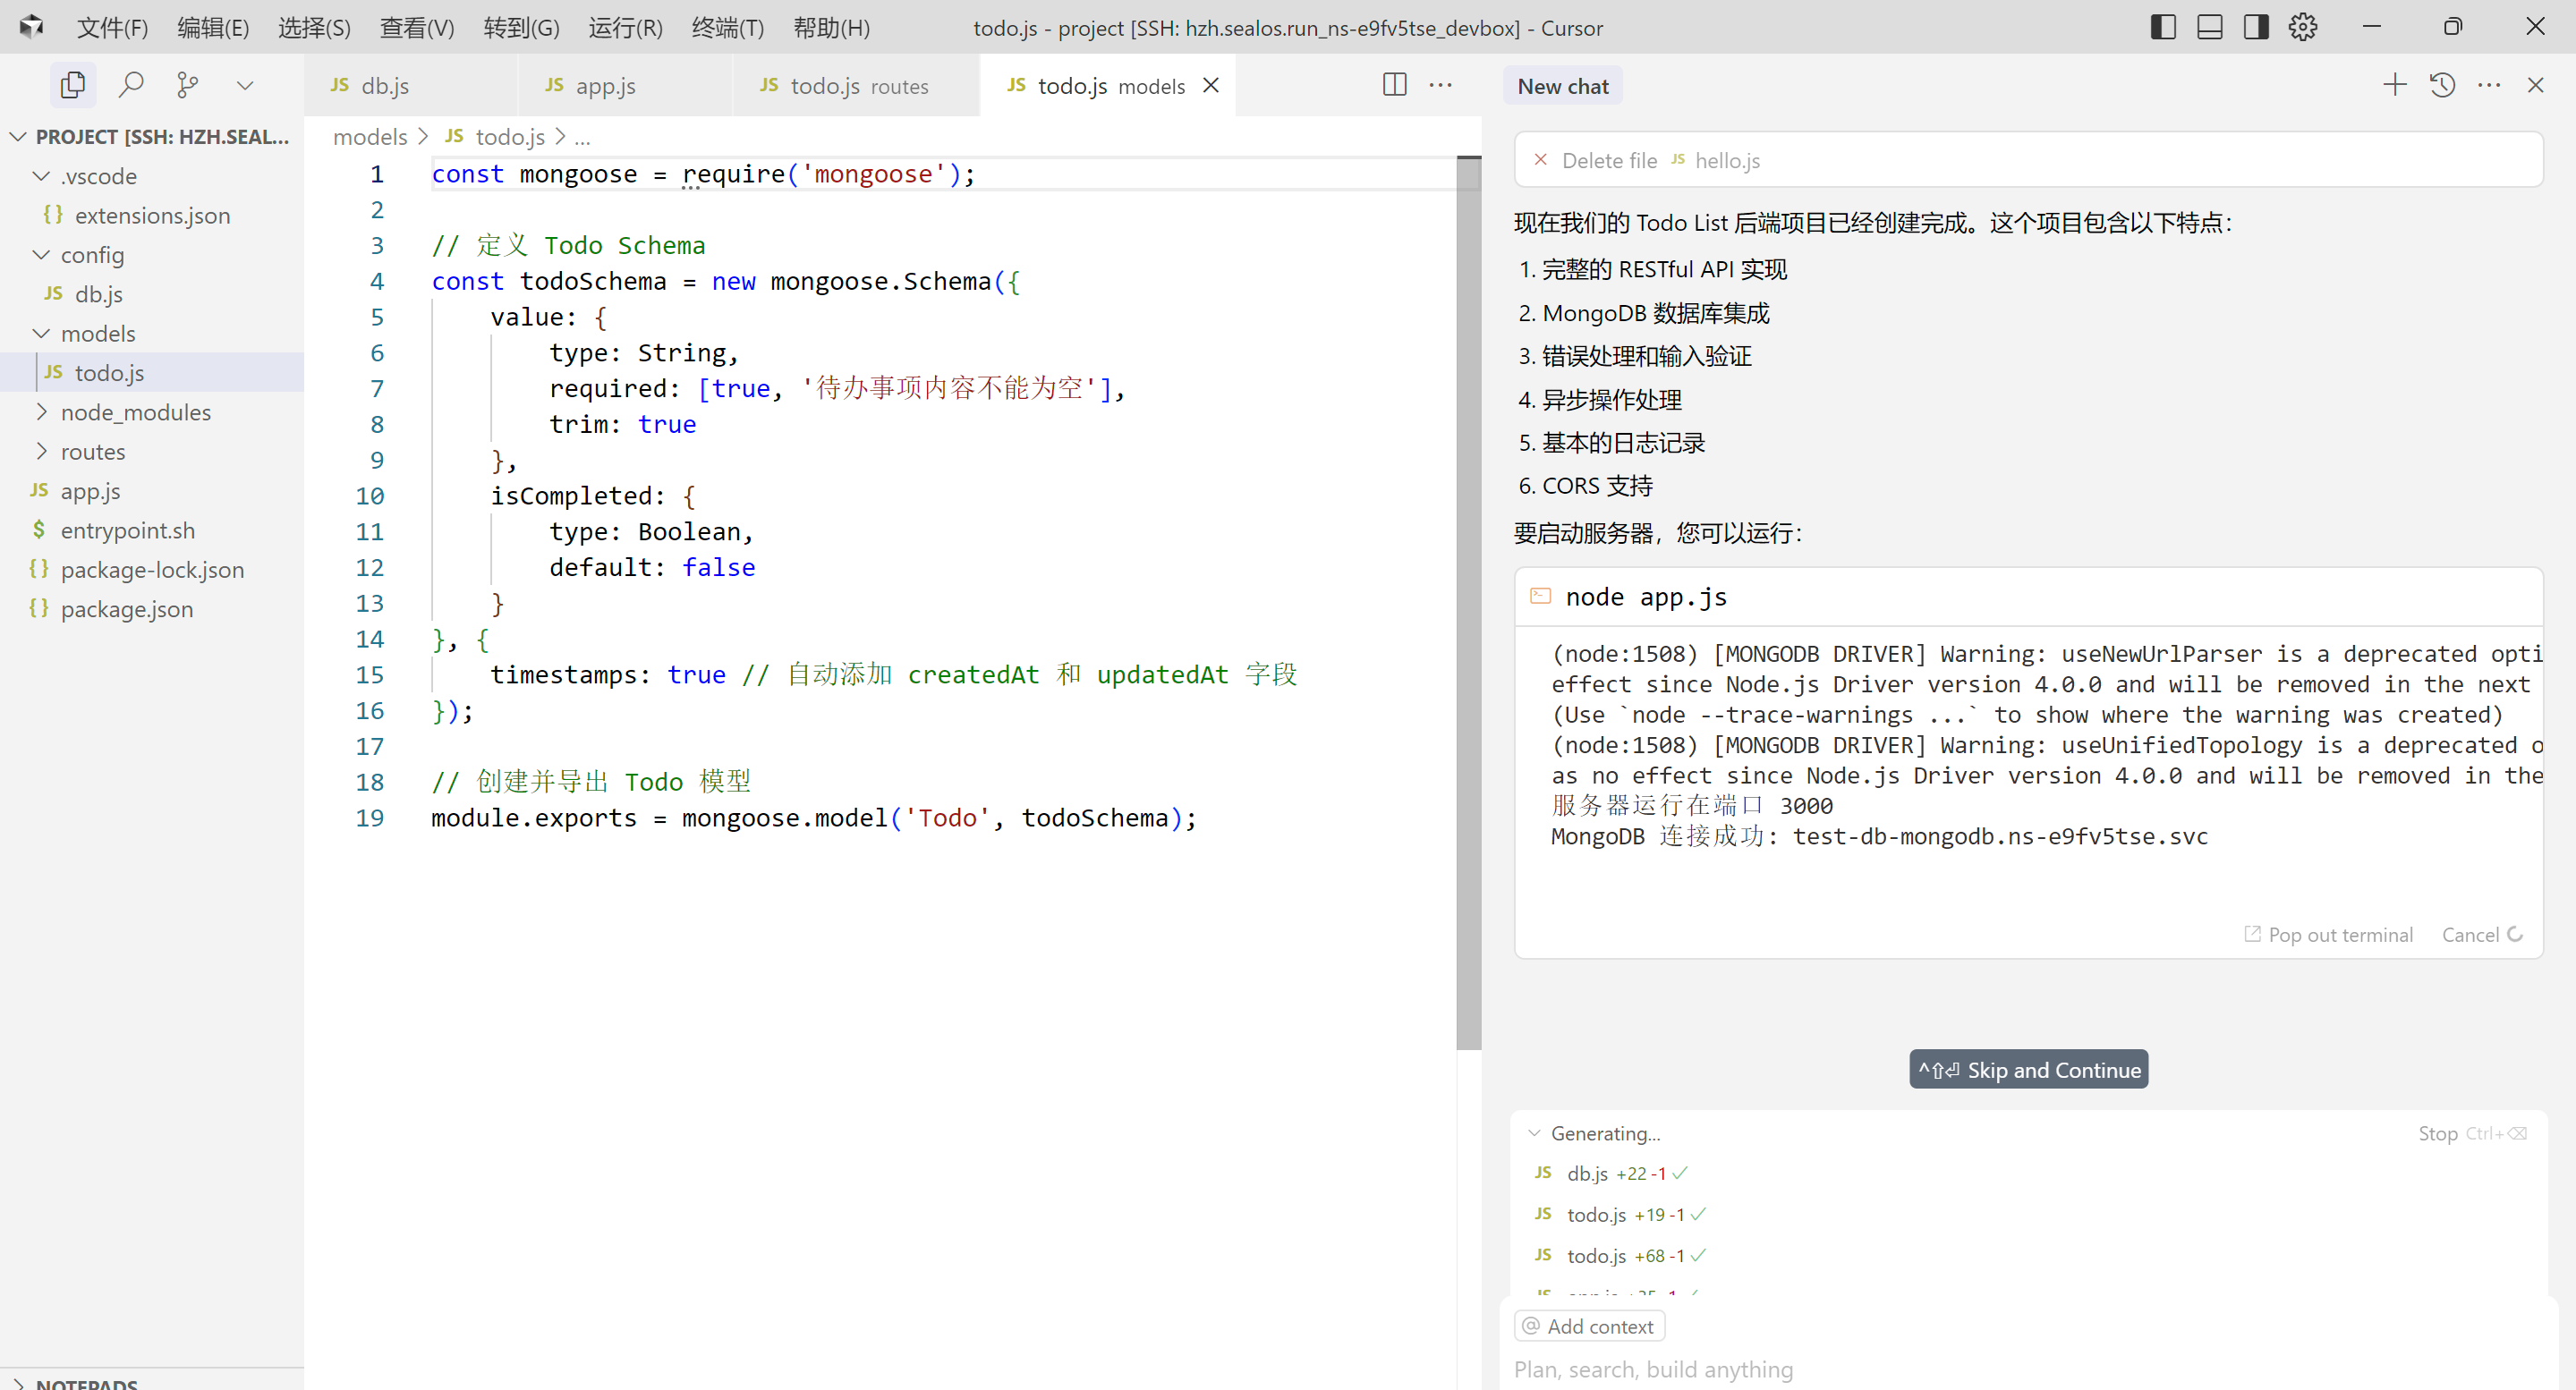 文件(F) 编辑(E) 选择(S) 查看(V) 转到(G) 运行(R) 终端(T) 帮助(H) todo.js - project [SSH: hzh.sealos.run_ns-e9fv5tse_devbox] - Cursor
JS db.js JS app.js JS todo.js routes JS todo.js models
PROJECT [SSH: HZH.SEAL...
.vscode
{} extensions.json
config
JS db.js
models
JS todo.js
node_modules
routes
JS app.js
$ entrypoint.sh
{} package-lock.json
{} package.json
NOTEPADS
models > JS todo.js > ...
1 const mongoose = require('mongoose');
2
3 // 定义 Todo Schema
4 const todoSchema = new mongoose.Schema({
5 value: {
6 type: String,
7 required: [true, '待办事项内容不能为空'],
8 trim: true
9 },
10 isCompleted: {
11 type: Boolean,
12 default: false
13 }
14 }, {
15 timestamps: true // 自动添加 createdAt 和 updatedAt 字段
16 });
17
18 // 创建并导出 Todo 模型
19 module.exports = mongoose.model('Todo', todoSchema);
New chat
Delete file JS hello.js
现在我们的 Todo List 后端项目已经创建完成。这个项目包含以下特点：
1. 完整的 RESTful API 实现
2. MongoDB 数据库集成
3. 错误处理和输入验证
4. 异步操作处理
5. 基本的日志记录
6. CORS 支持
要启动服务器，您可以运行：
node app.js
(node:1508) [MONGODB DRIVER] Warning: useNewUrlParser is a deprecated opti
effect since Node.js Driver version 4.0.0 and will be removed in the next
(Use `node --trace-warnings ...` to show where the warning was created)
(node:1508) [MONGODB DRIVER] Warning: useUnifiedTopology is a deprecated o
as no effect since Node.js Driver version 4.0.0 and will be removed in the
服务器运行在端口 3000
MongoDB 连接成功: test-db-mongodb.ns-e9fv5tse.svc
Pop out terminal Cancel
^⇧⏎ Skip and Continue
Generating... Stop Ctrl+⌫
JS db.js +22 -1
JS todo.js +19 -1
JS todo.js +68 -1
@ Add context
Plan, search, build anything